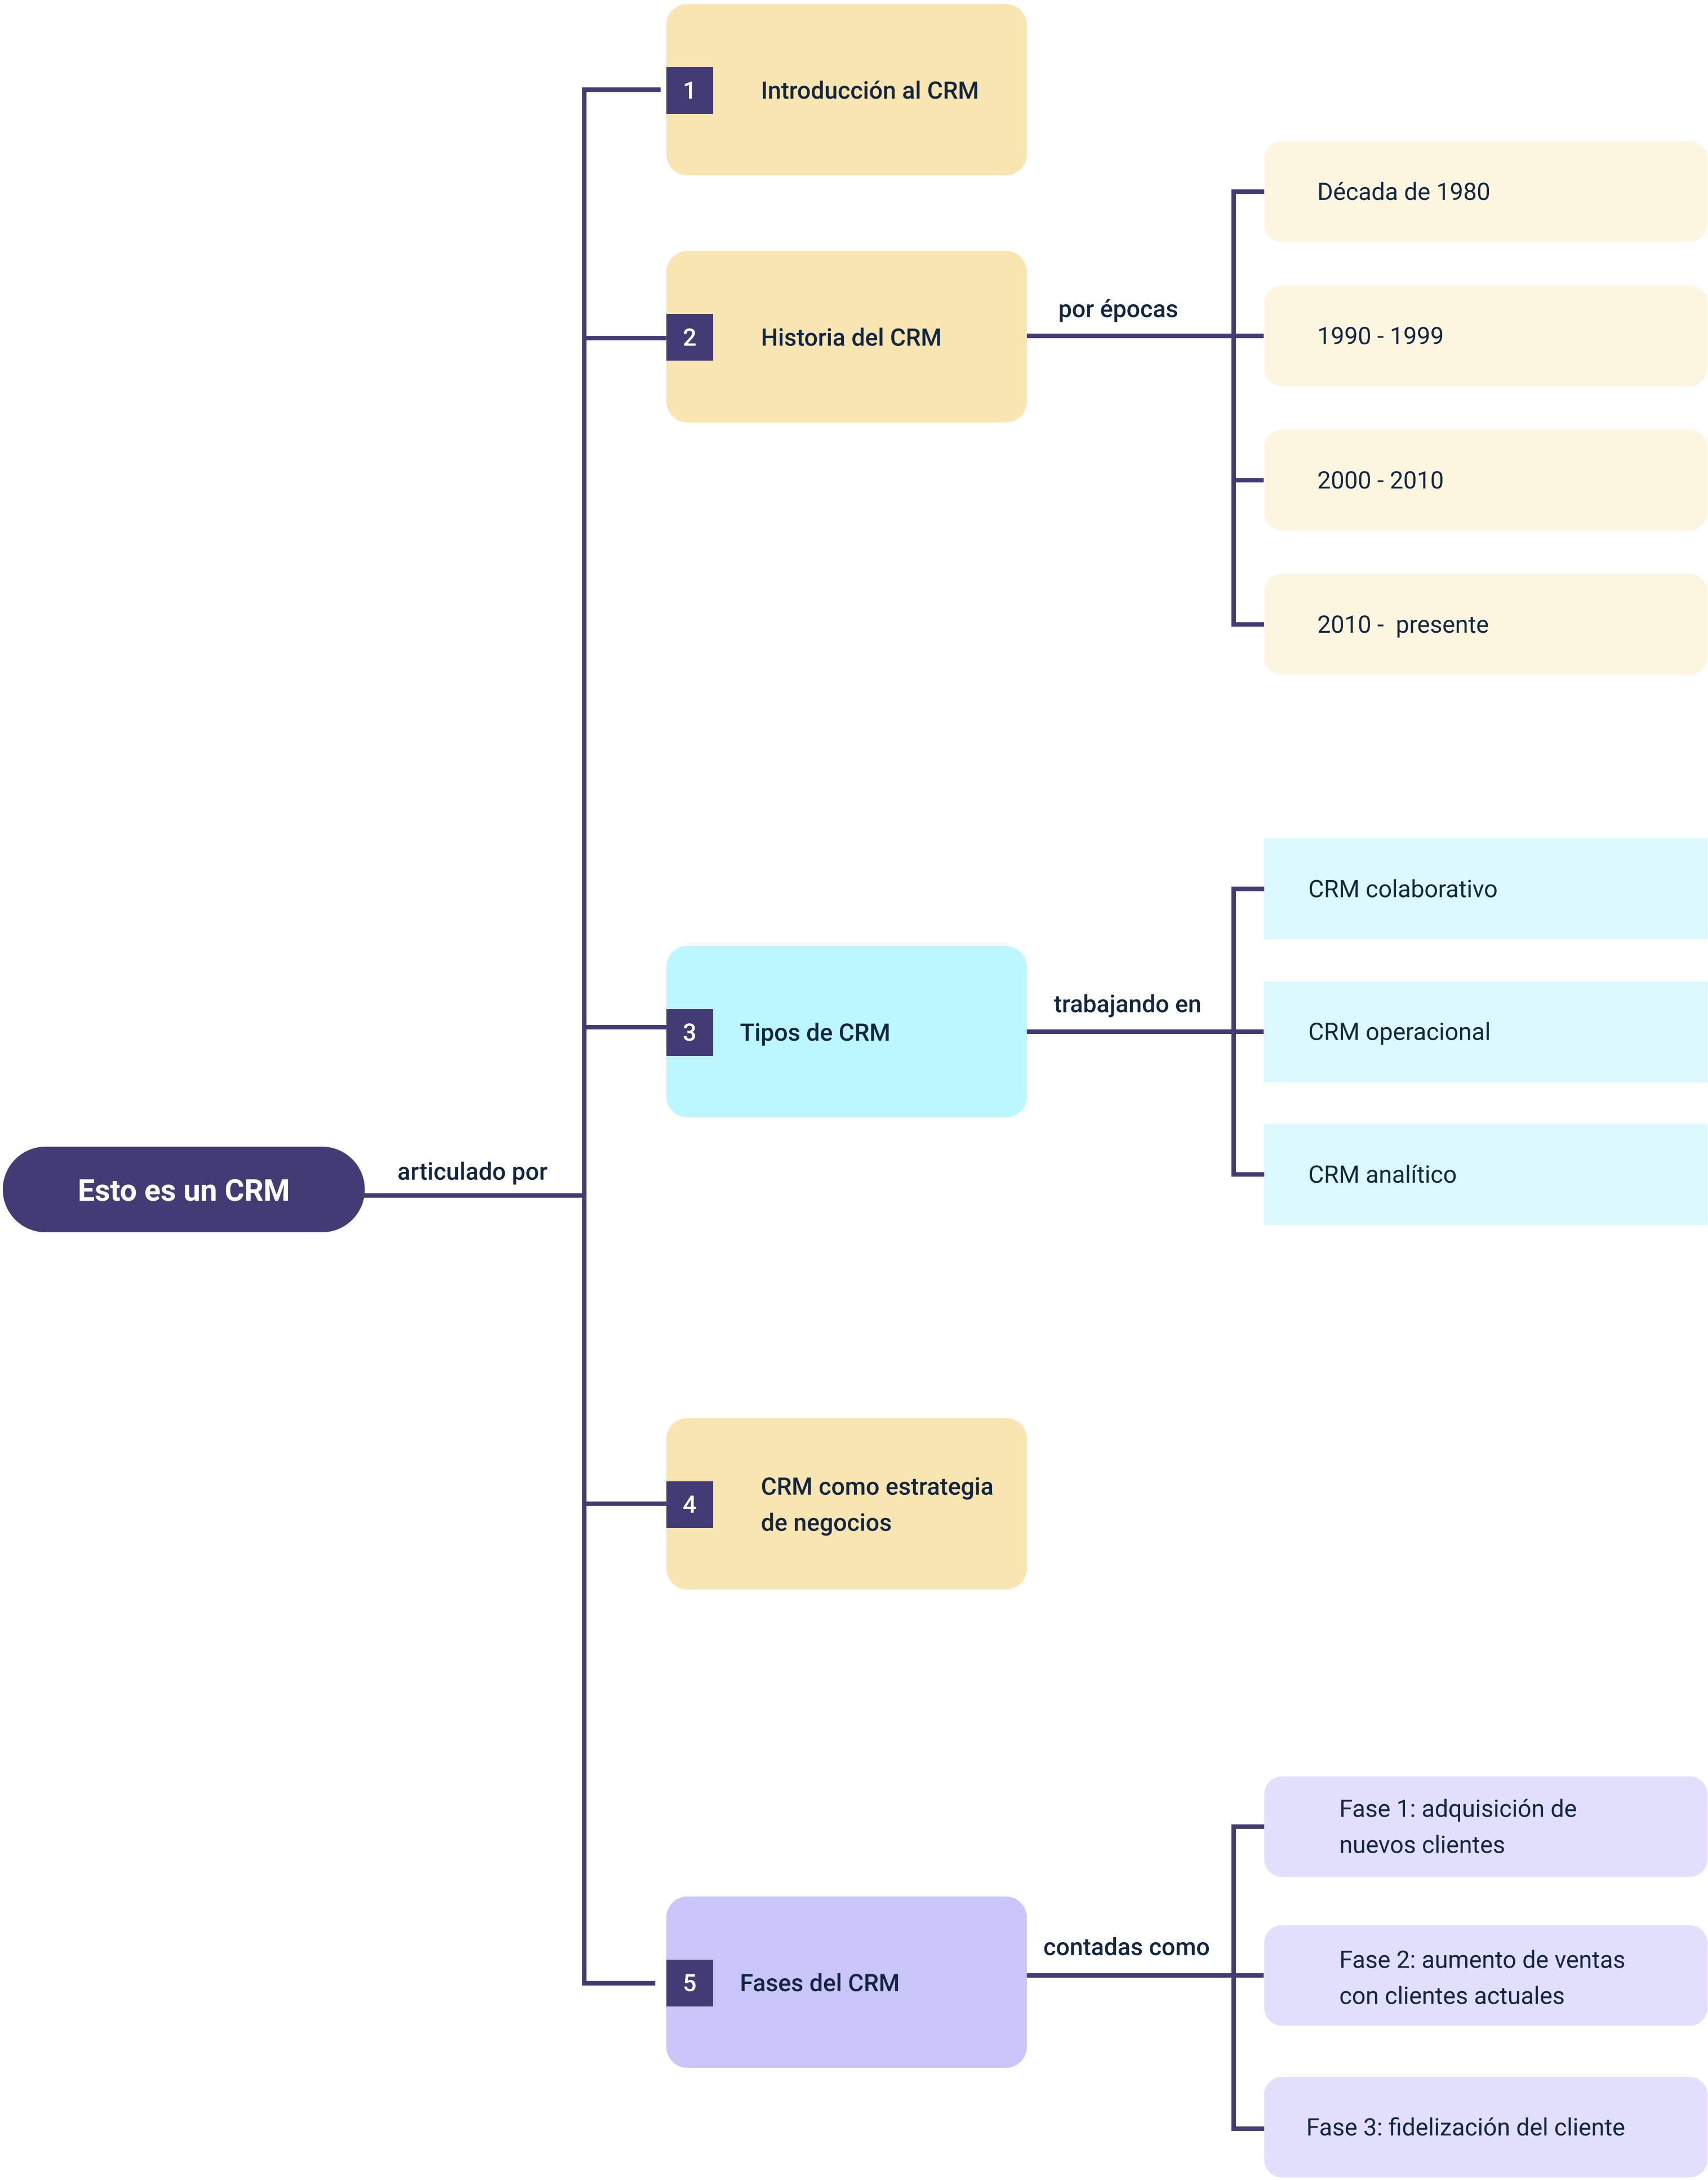 1
Introducción al CRM
2
Historia del CRM
por épocas
Década de 1980
1990 - 1999
2000 - 2010
2010 -  presente
3
Tipos de CRM
trabajando en
CRM colaborativo
CRM operacional
CRM analítico
Esto es un CRM
articulado por
4
CRM como estrategia
de negocios
5
Fases del CRM
contadas como
Fase 1: adquisición de
nuevos clientes
Fase 2: aumento de ventas
con clientes actuales
Fase 3: fidelización del cliente